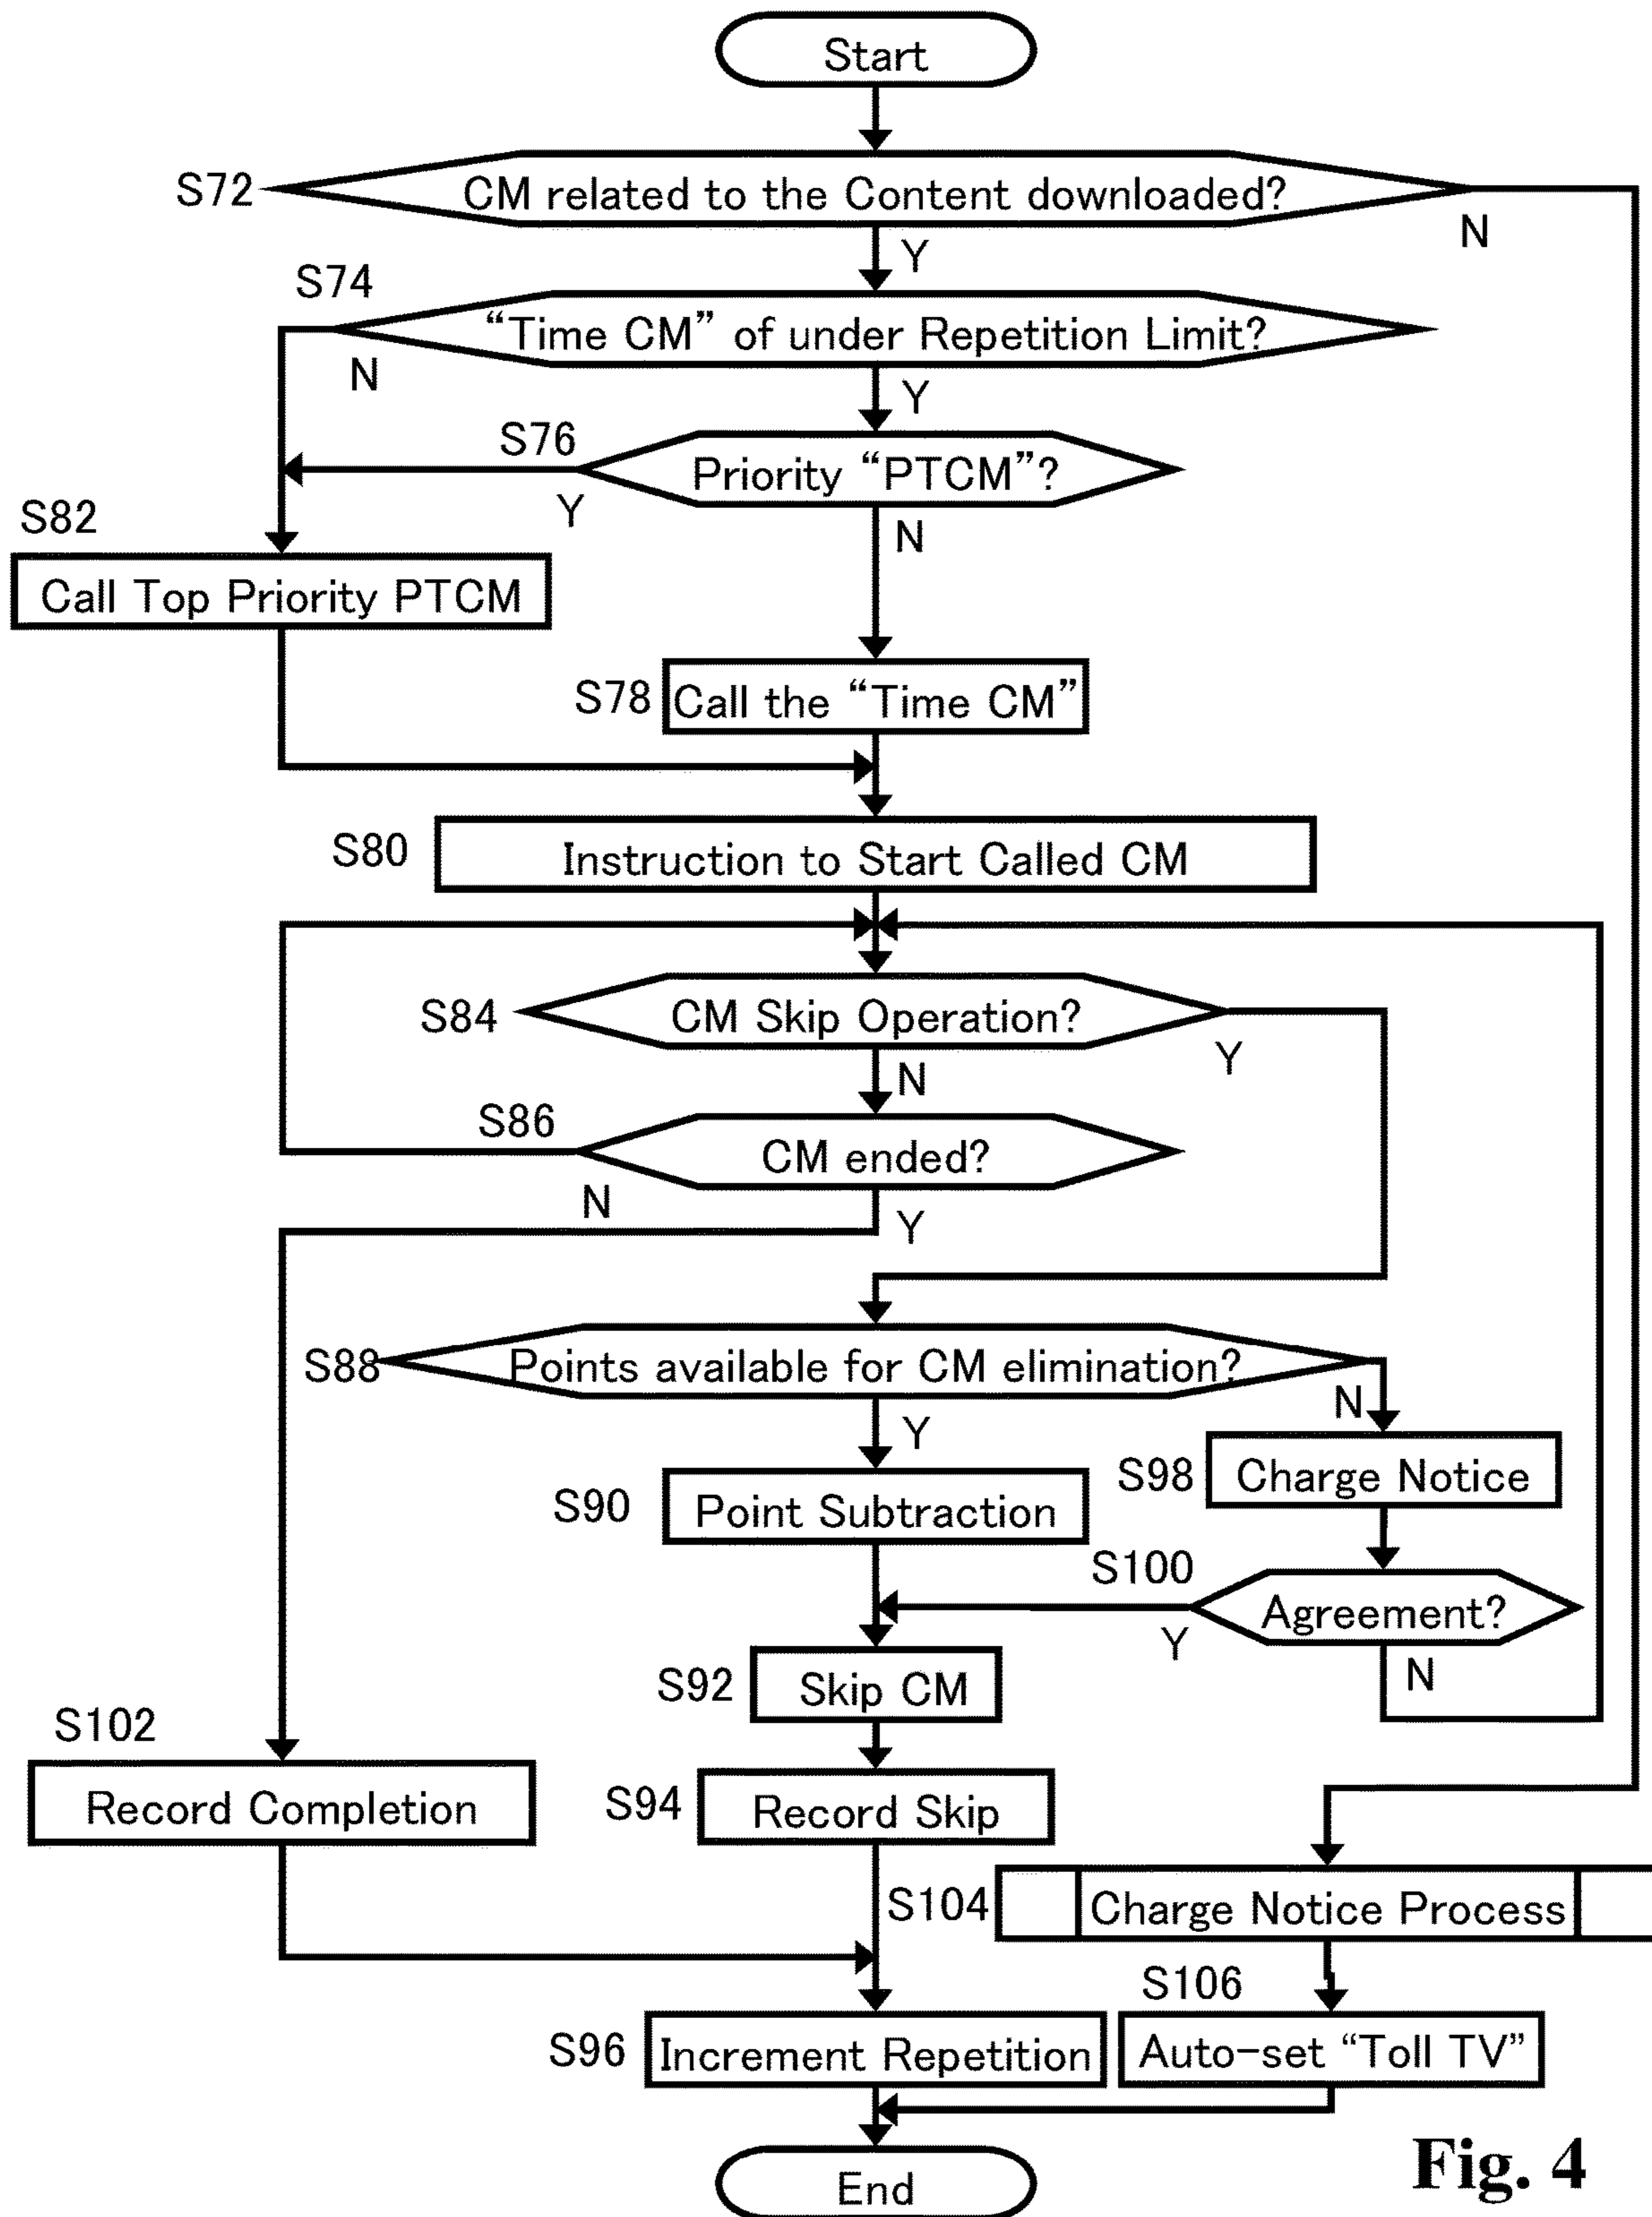 Start
S72
CM related to the Content downloaded?
N
Y
S74
“Time CM” of under Repetition Limit?
N
Y
S76
Priority “PTCM”?
Y
N
S82
Call Top Priority PTCM
S78
Call the “Time CM”
S80
Instruction to Start Called CM
S84
CM Skip Operation?
Y
N
S86
CM ended?
N
Y
S88
Points available for CM elimination?
N
Y
S98
Charge Notice
S90
Point Subtraction
S100
Agreement?
Y
N
S92
Skip CM
S102
Record Completion
S94
Record Skip
S104
Charge Notice Process
S106
S96
Increment Repetition
Auto-set “Toll TV”
End
Fig. 4